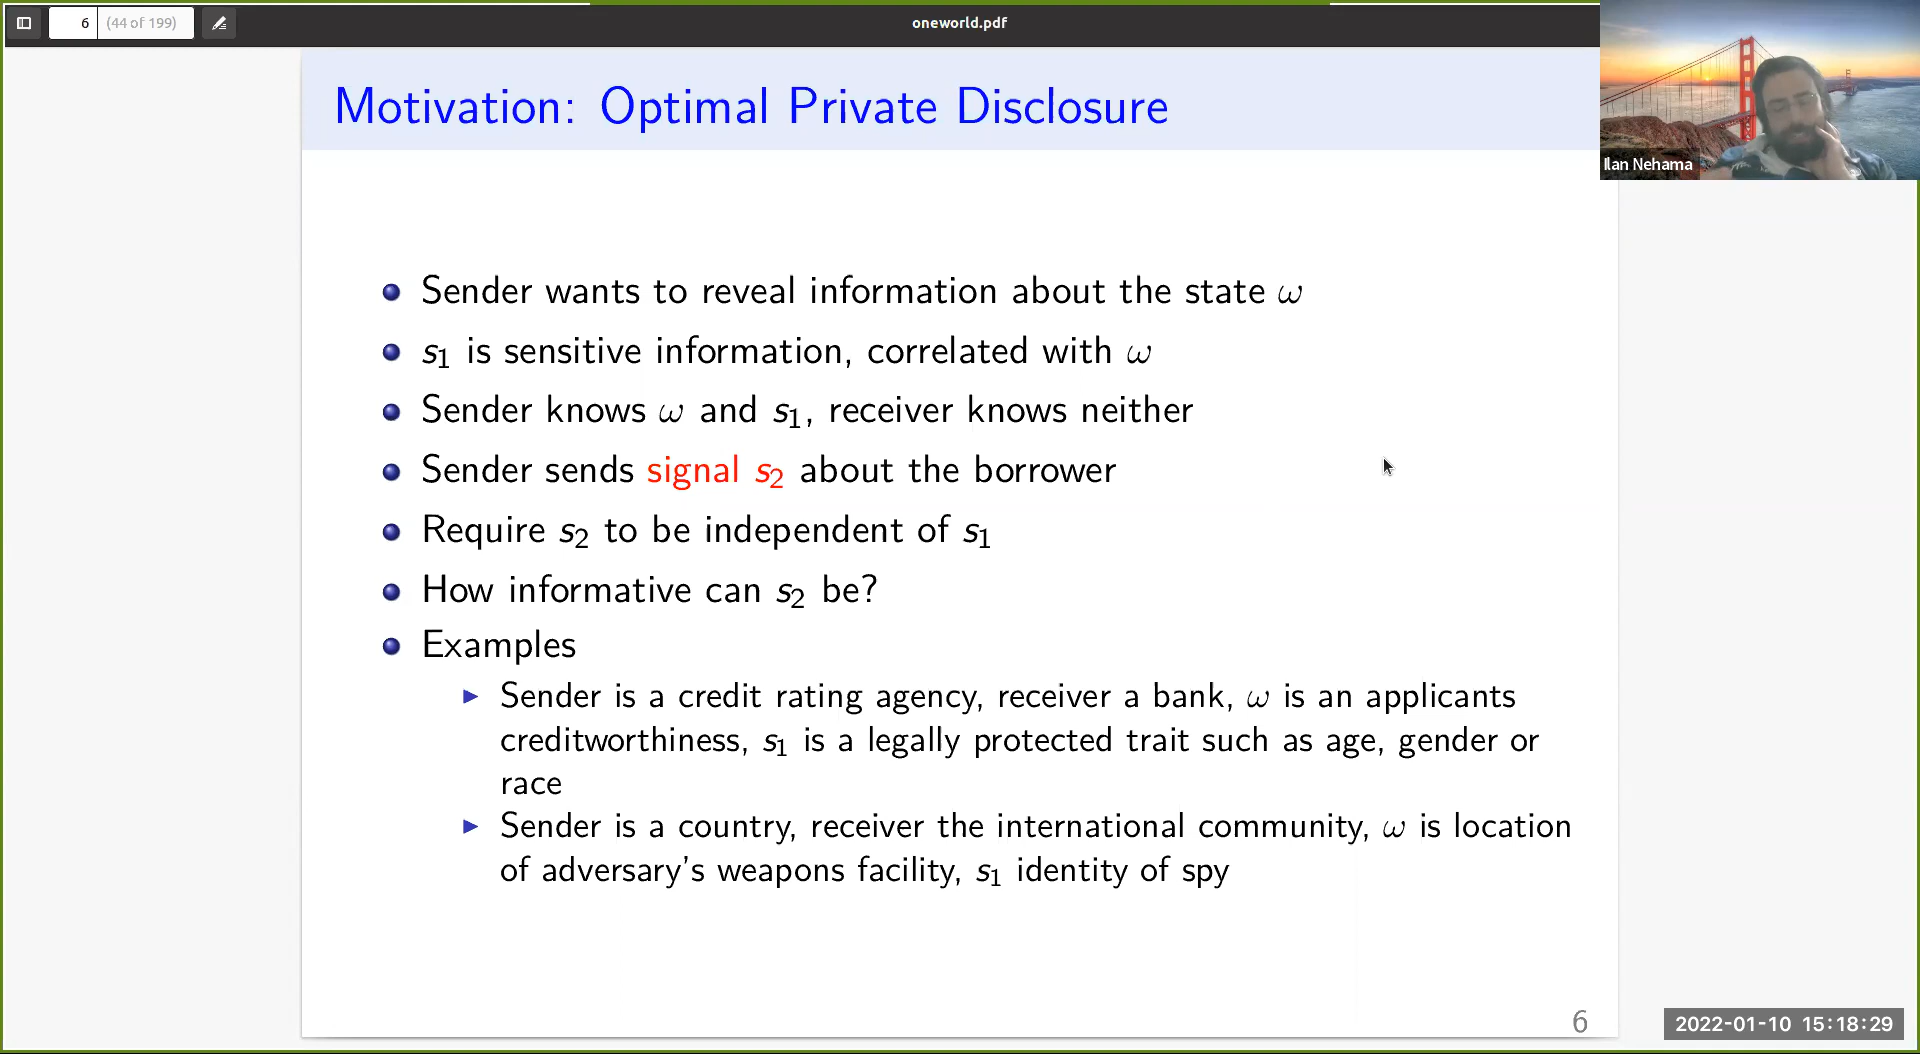 6 (44 of 199) oneworld.pdf
Motivation: Optimal Private Disclosure
Ilan Nehama
Sender wants to reveal information about the state ω
s₁ is sensitive information, correlated with ω
Sender knows ω and s₁, receiver knows neither
Sender sends signal s₂ about the borrower
Require s₂ to be independent of s₁
How informative can s₂ be?
Examples
Sender is a credit rating agency, receiver a bank, ω is an applicants
creditworthiness, s₁ is a legally protected trait such as age, gender or
race
Sender is a country, receiver the international community, ω is location
of adversary's weapons facility, s₁ identity of spy
6
2022-01-10 15:18:29